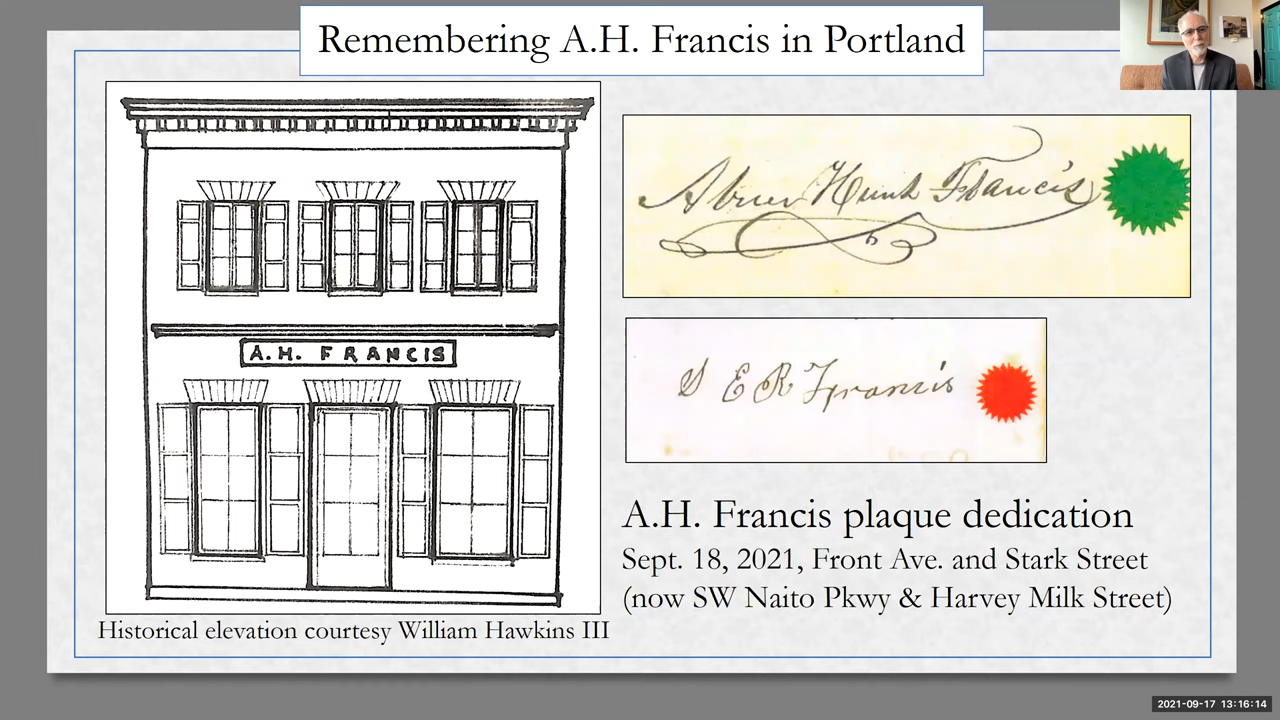 Remembering A.H. Francis in Portland
A.H. FRANCIS
Abner Hunt Francis
S E R Francis
A.H. Francis plaque dedication
Sept. 18, 2021, Front Ave. and Stark Street
(now SW Naito Pkwy & Harvey Milk Street)
Historical elevation courtesy William Hawkins III
2021-09-17 13:16:14